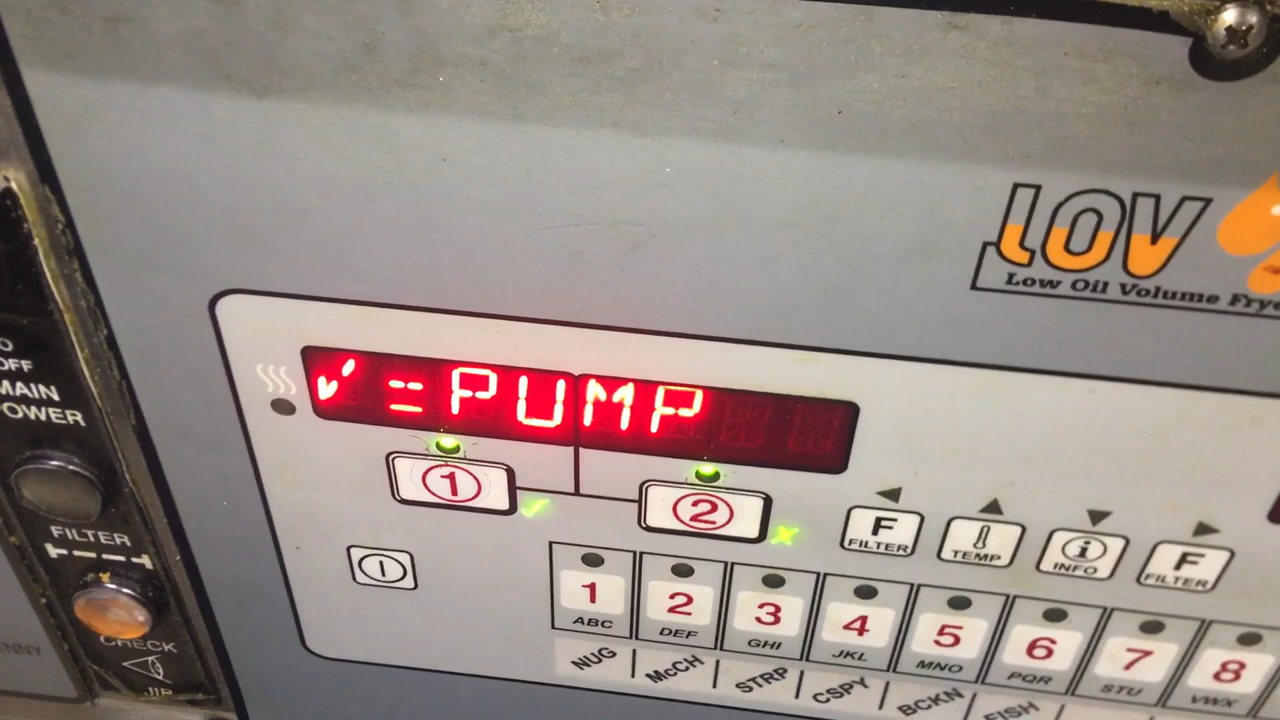 LOV
Low Oil Volume
OFF
MAIN
POWER
✓=PUMP
1 2
FILTER
F
FILTER
TEMP
i
INFO
F
FILTER
1 2 3 4 5 6 7 8
ABC DEF GHI JKL MNO PQR STU VWX
NUG McCH STRP CSPY BCKN FISH
CHECK